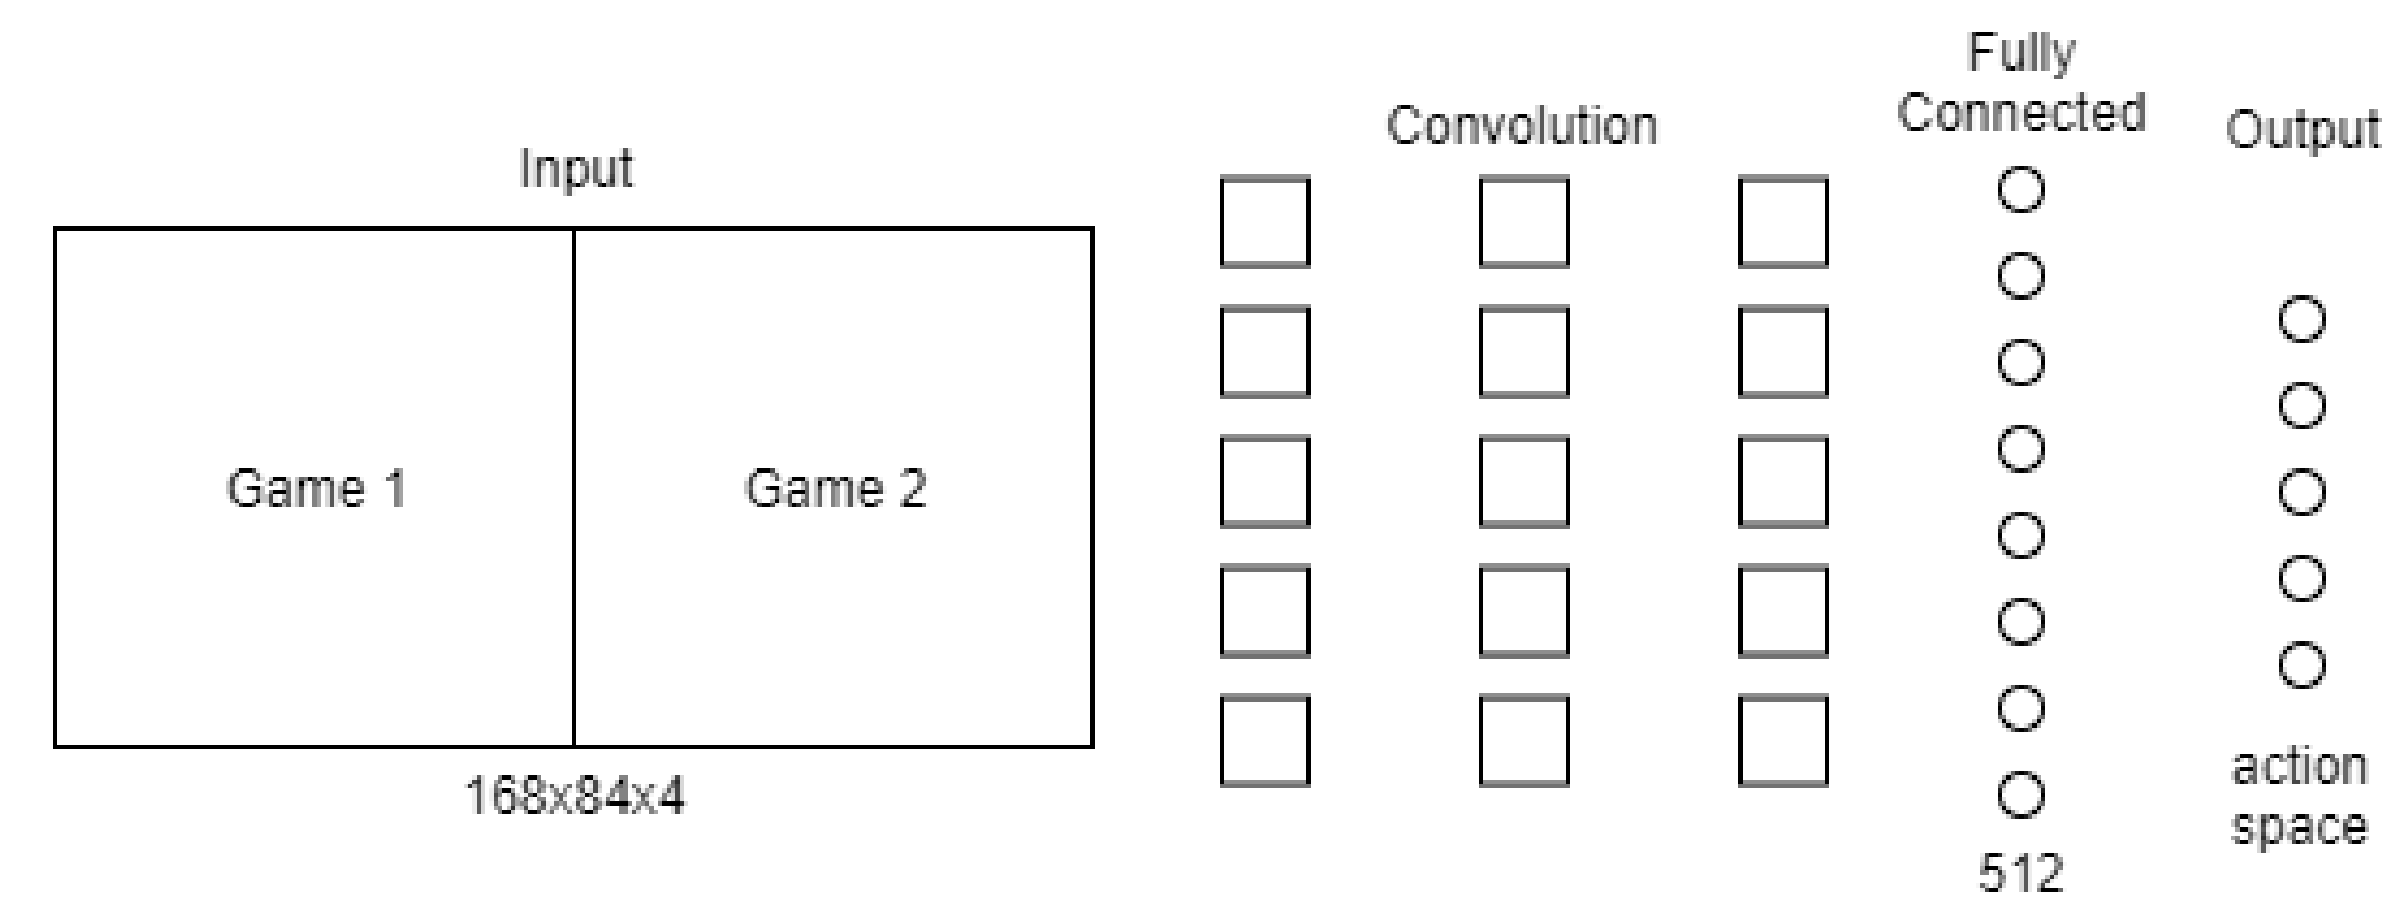 Input
Game 1
Game 2
168x84x4
Convolution
Fully
Connected
512
Output
action
space